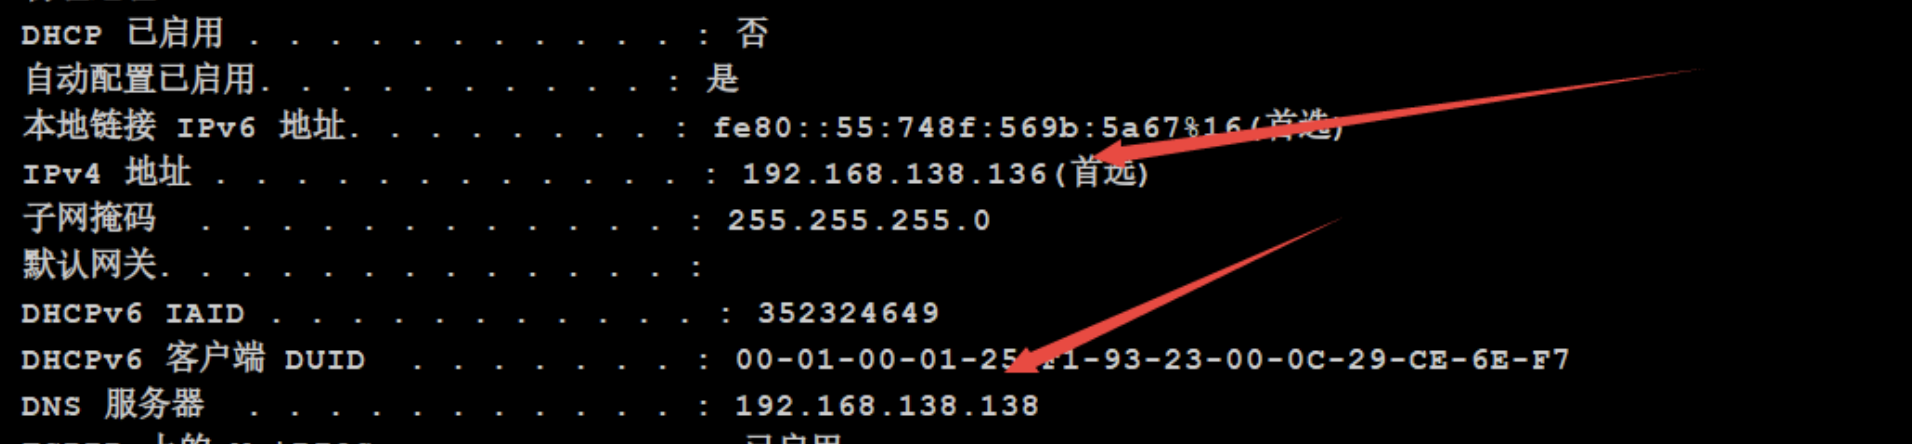 DHCP 已启用 . . . . . . . . . . . : 否
自动配置已启用. . . . . . . . . . : 是
本地链接 IPv6 地址. . . . . . . . : fe80::55:748f:569b:5a67%16(首选)
IPv4 地址 . . . . . . . . . . . . : 192.168.138.136(首选)
子网掩码  . . . . . . . . . . . . : 255.255.255.0
默认网关. . . . . . . . . . . . . :
DHCPv6 IAID . . . . . . . . . . . : 352324649
DHCPv6 客户端 DUID  . . . . . . . : 00-01-00-01-25-F1-93-23-00-0C-29-CE-6E-F7
DNS 服务器  . . . . . . . . . . . : 192.168.138.138